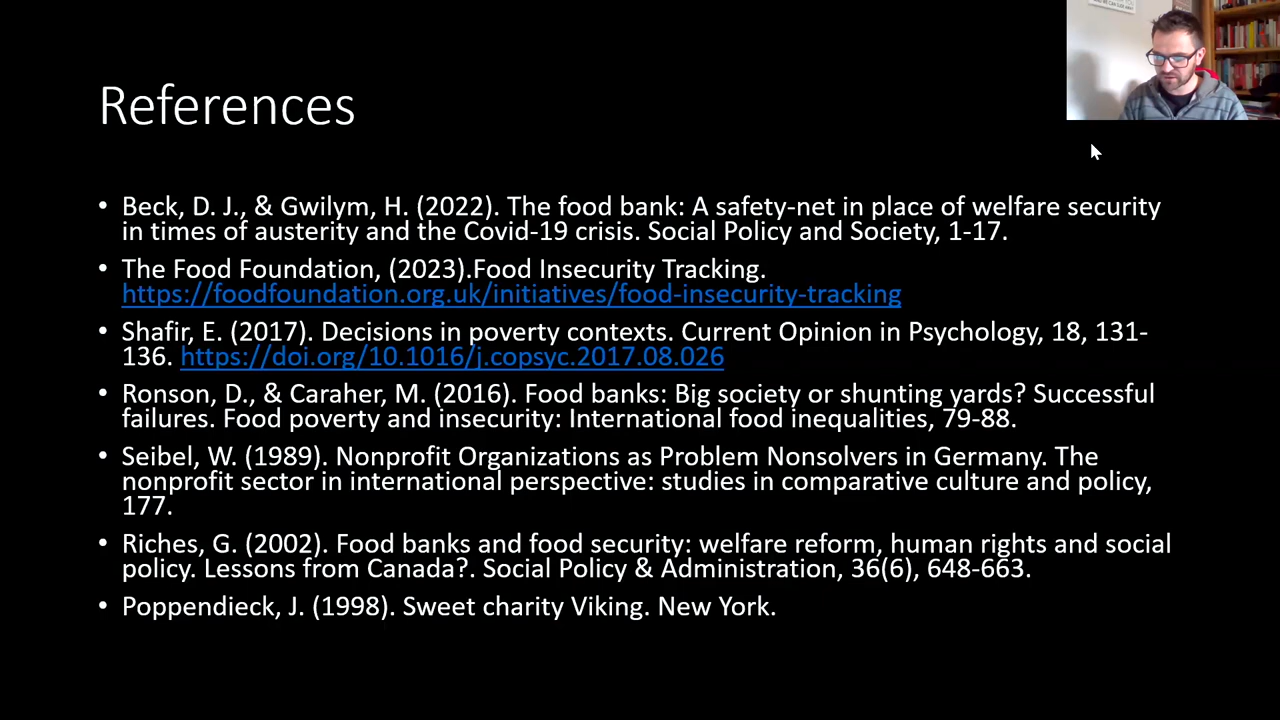 References
• Beck, D. J., & Gwilym, H. (2022). The food bank: A safety-net in place of welfare security
in times of austerity and the Covid-19 crisis. Social Policy and Society, 1-17.
• The Food Foundation, (2023).Food Insecurity Tracking.
https://foodfoundation.org.uk/initiatives/food-insecurity-tracking
• Shafir, E. (2017). Decisions in poverty contexts. Current Opinion in Psychology, 18, 131-
136. https://doi.org/10.1016/j.copsyc.2017.08.026
• Ronson, D., & Caraher, M. (2016). Food banks: Big society or shunting yards? Successful
failures. Food poverty and insecurity: International food inequalities, 79-88.
• Seibel, W. (1989). Nonprofit Organizations as Problem Nonsolvers in Germany. The
nonprofit sector in international perspective: studies in comparative culture and policy,
177.
• Riches, G. (2002). Food banks and food security: welfare reform, human rights and social
policy. Lessons from Canada?. Social Policy & Administration, 36(6), 648-663.
• Poppendieck, J. (1998). Sweet charity Viking. New York.